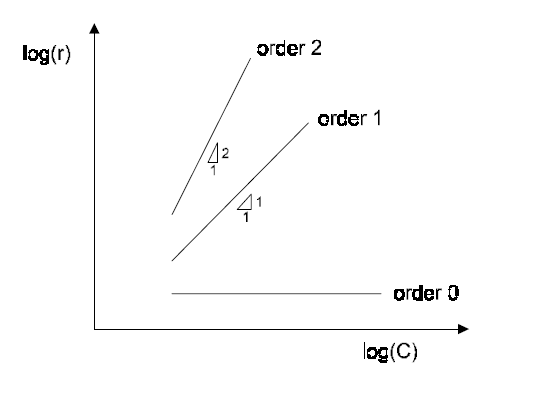 order 2
log(r)
order 1
2
1
1
1
order 0
log(C)